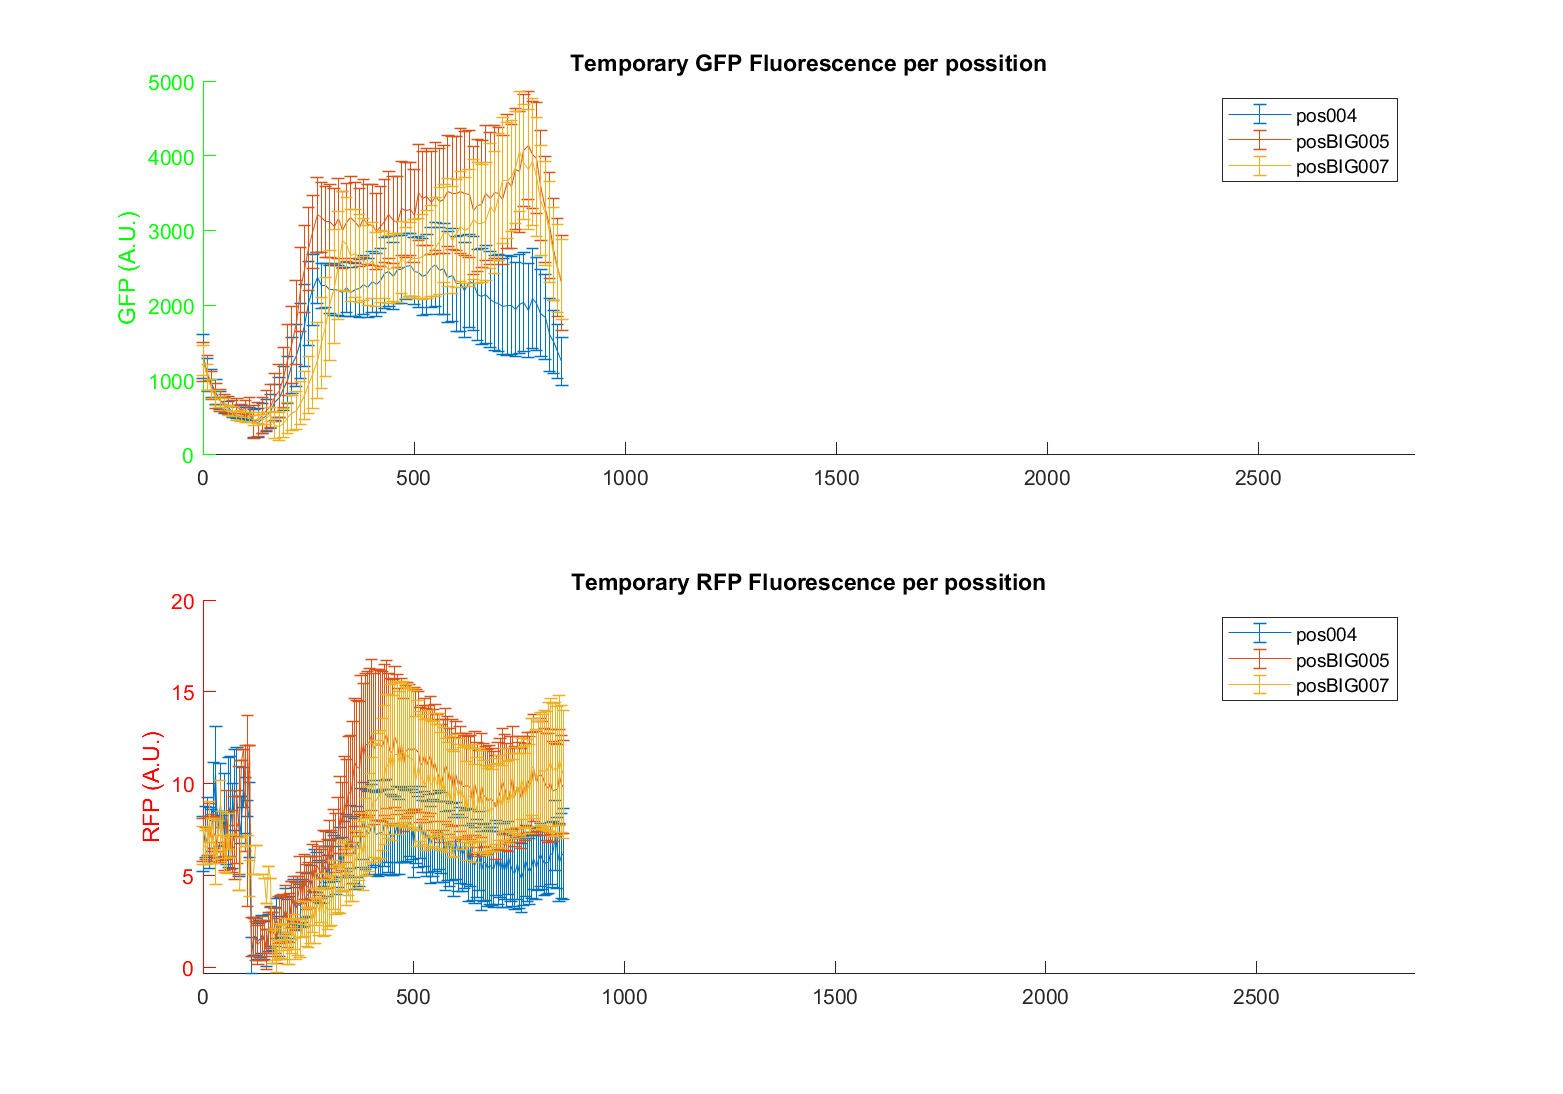 Temporary GFP Fluorescence per possition
5000
4000
3000
2000
1000
0
GFP (A.U.)
0 500 1000 1500 2000 2500
pos004
posBIG005
posBIG007
Temporary RFP Fluorescence per possition
20
15
10
5
0
RFP (A.U.)
0 500 1000 1500 2000 2500
pos004
posBIG005
posBIG007